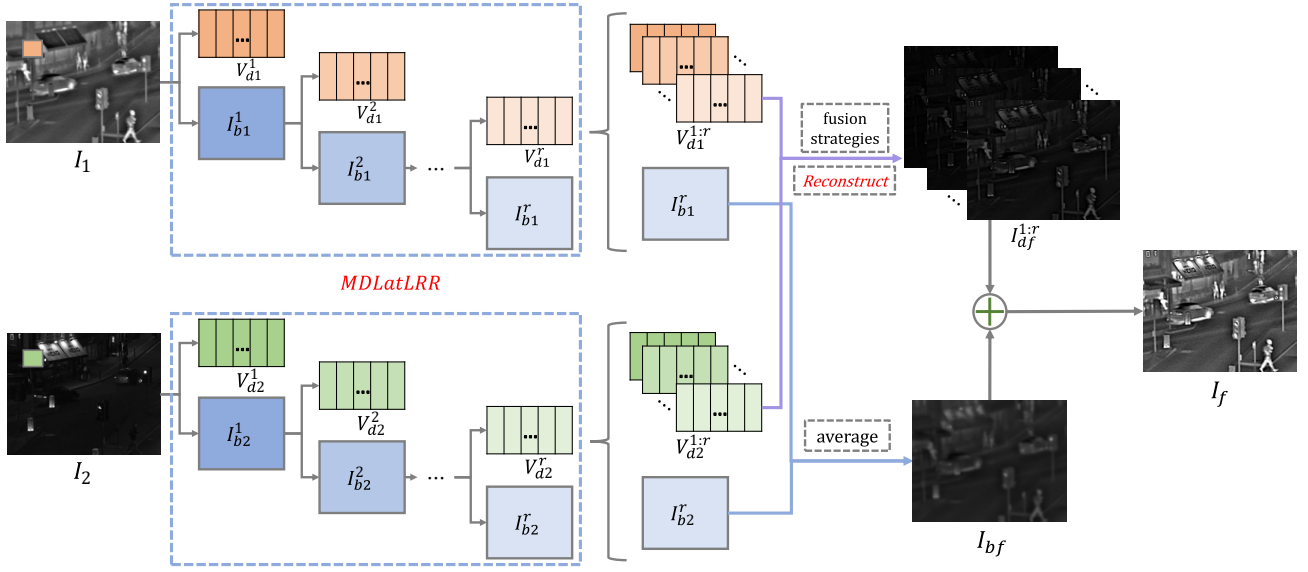 I_1
V_{d1}^1
...
I_{b1}^1
V_{d1}^2
...
I_{b1}^2
...
V_{d1}^r
...
I_{b1}^r
V_{d1}^{1:r}
...
I_{b1}^r
fusion
strategies
Reconstruct
I_{df}^{1:r}
MDLatLRR
I_2
V_{d2}^1
...
I_{b2}^1
V_{d2}^2
...
I_{b2}^2
...
V_{d2}^r
...
I_{b2}^r
V_{d2}^{1:r}
...
I_{b2}^r
average
I_{bf}
I_f